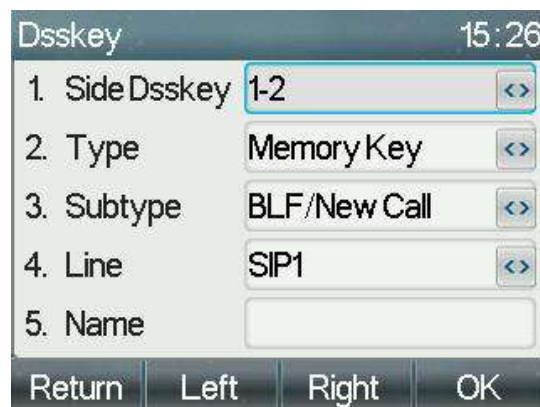 Dsskey 15:26
1. Side Dsskey 1-2 <>
2. Type Memory Key <>
3. Subtype BLF/New Call <>
4. Line SIP1 <>
5. Name
Return Left Right OK